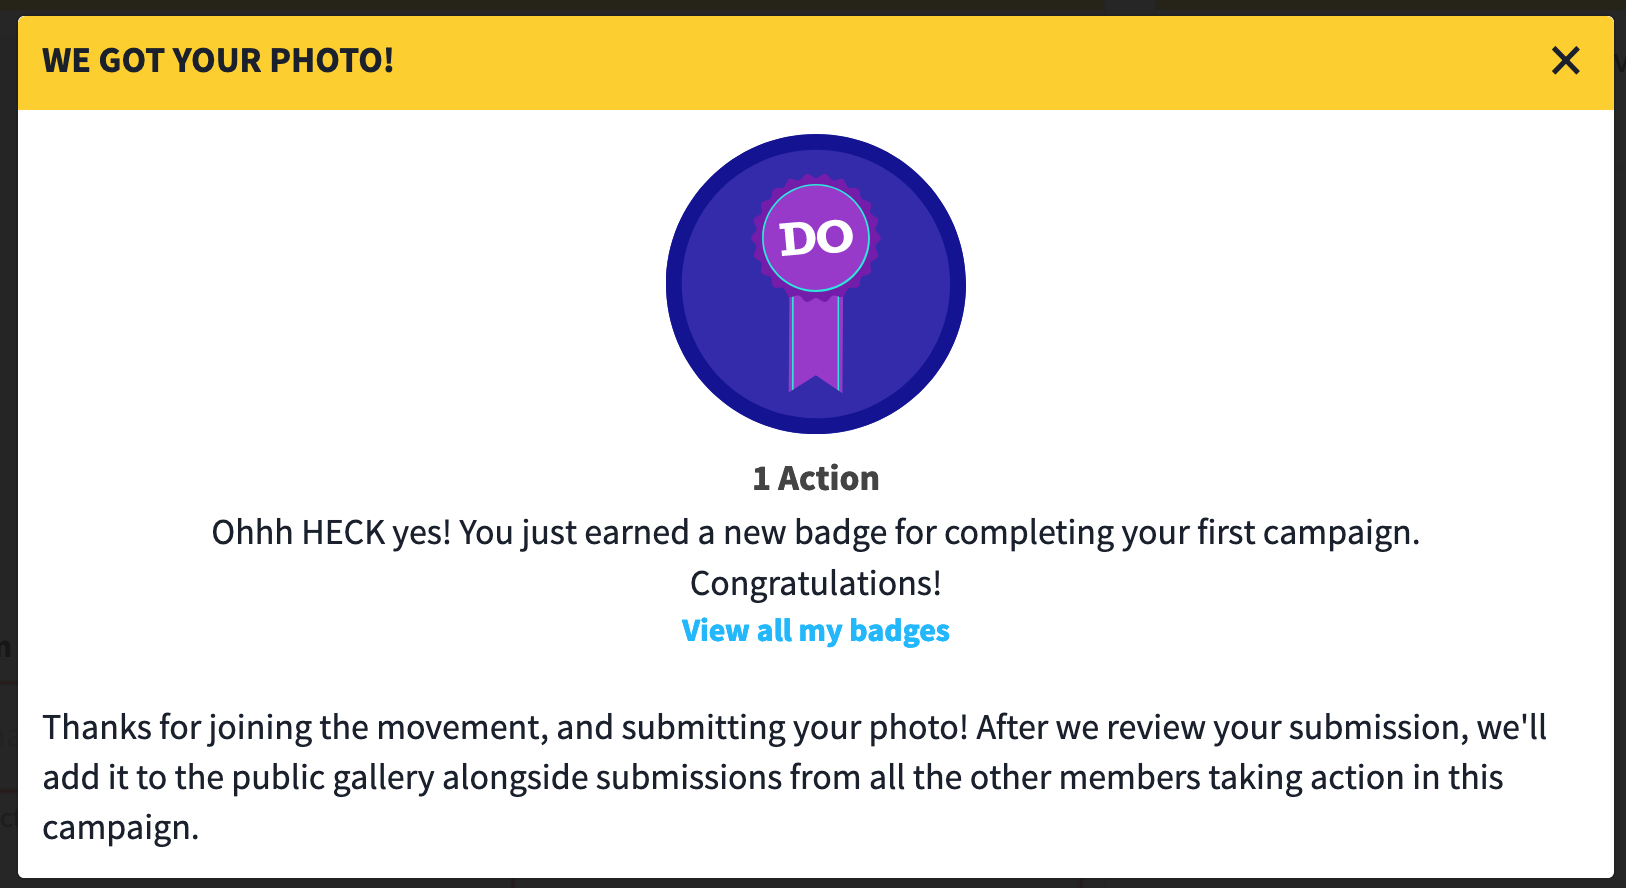 WE GOT YOUR PHOTO!
DO
1 Action
Ohhh HECK yes! You just earned a new badge for completing your first campaign.
Congratulations!
View all my badges
Thanks for joining the movement, and submitting your photo! After we review your submission, we'll
add it to the public gallery alongside submissions from all the other members taking action in this
campaign.